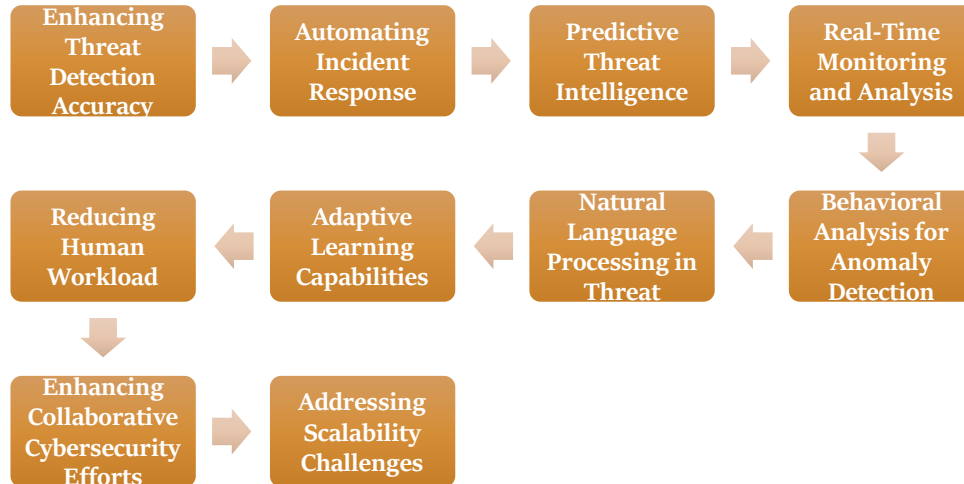 Enhancing
Threat
Detection
Accuracy
Automating
Incident
Response
Predictive
Threat
Intelligence
Real-Time
Monitoring
and Analysis
Behavioral
Analysis for
Anomaly
Detection
Natural
Language
Processing in
Threat
Adaptive
Learning
Capabilities
Reducing
Human
Workload
Enhancing
Collaborative
Cybersecurity
Efforts
Addressing
Scalability
Challenges